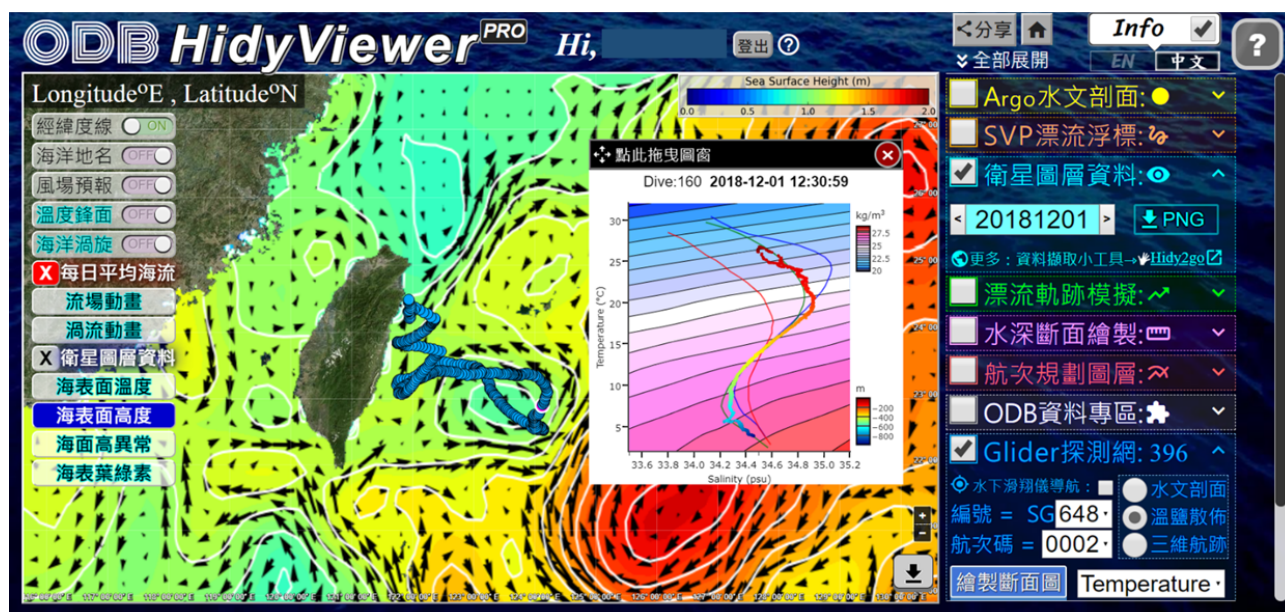 ODB HidyViewer PRO
Hi,
登出 ?
分享
全部展開
Info
EN 中文
?
Longitude⁰E , Latitude⁰N
經緯度線 ON
海洋地名 OFF
風場預報 OFF
溫度鋒面 OFF
海洋渦旋 OFF
X 每日平均海流
流場動畫
渦流動畫
X 衛星圖層資料
海表面溫度
海表面高度
海面高異常
海表葉綠素
Sea Surface Height (m)
0.0 0.5 1.0 1.5 2.0
點此拖曳圖窗
Dive:160 2018-12-01 12:30:59
Temperature (°C)
30
25
20
15
10
5
33.6 33.8 34.0 34.2 34.4 34.6 34.8 35.0 35.2
Salinity (psu)
kg/m³
27.5
25
22.5
20
m
−200
−400
−600
−800
+
−
Argo水文剖面:
SVP漂流浮標:
衛星圖層資料:
< 20181201 > PNG
更多：資料擷取小工具→Hidy2go
漂流軌跡模擬:
水深斷面繪製:
航次規劃圖層:
ODB資料專區:
Glider探測網: 396
水下滑翔儀導航：
水文剖面
編號 = SG 648
溫鹽散佈
航次碼 = 0002
三維航跡
繪製斷面圖 Temperature